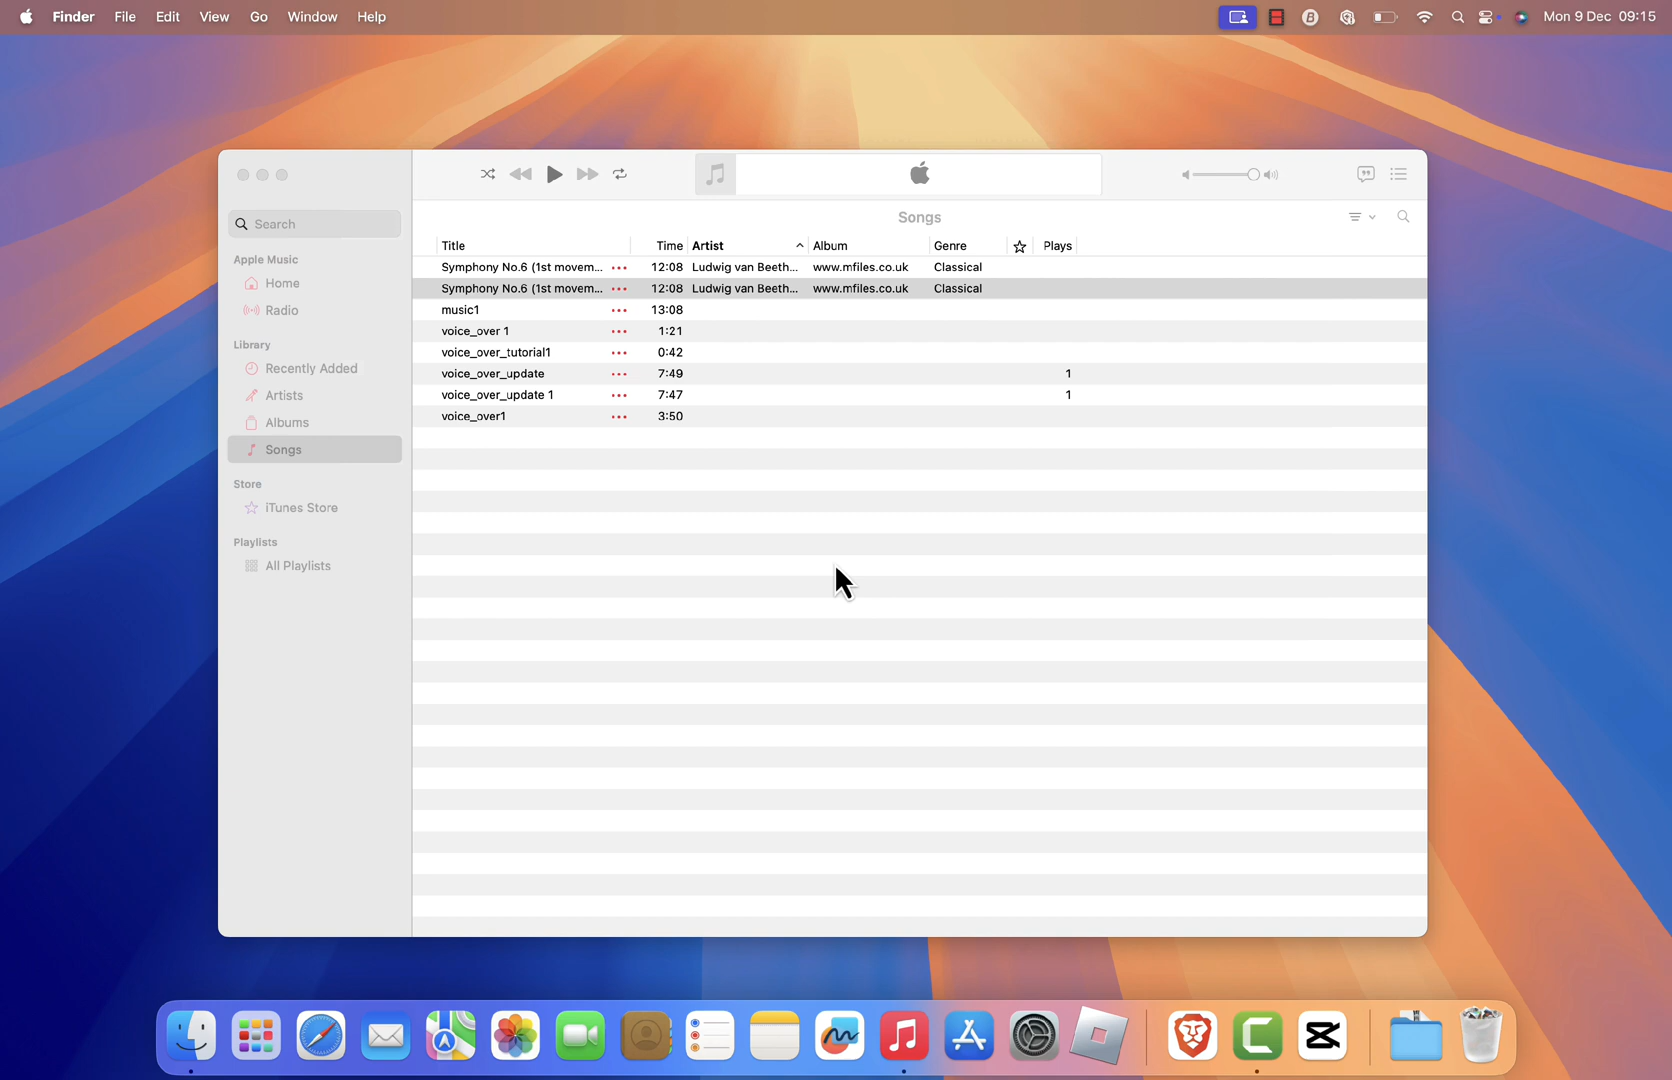 Finder File Edit View Go Window Help Mon 9 Dec 09:15
Search
Apple Music
Home
Radio
Library
Recently Added
Artists
Albums
Songs
Store
iTunes Store
Playlists
All Playlists
Songs
Title Time Artist Album Genre Plays
Symphony No.6 (1st movem... ••• 12:08 Ludwig van Beeth... www.mfiles.co.uk Classical
Symphony No.6 (1st movem... ••• 12:08 Ludwig van Beeth... www.mfiles.co.uk Classical
music1 ••• 13:08
voice_over 1 ••• 1:21
voice_over_tutorial1 ••• 0:42
voice_over_update ••• 7:49 1
voice_over_update 1 ••• 7:47 1
voice_over1 ••• 3:50